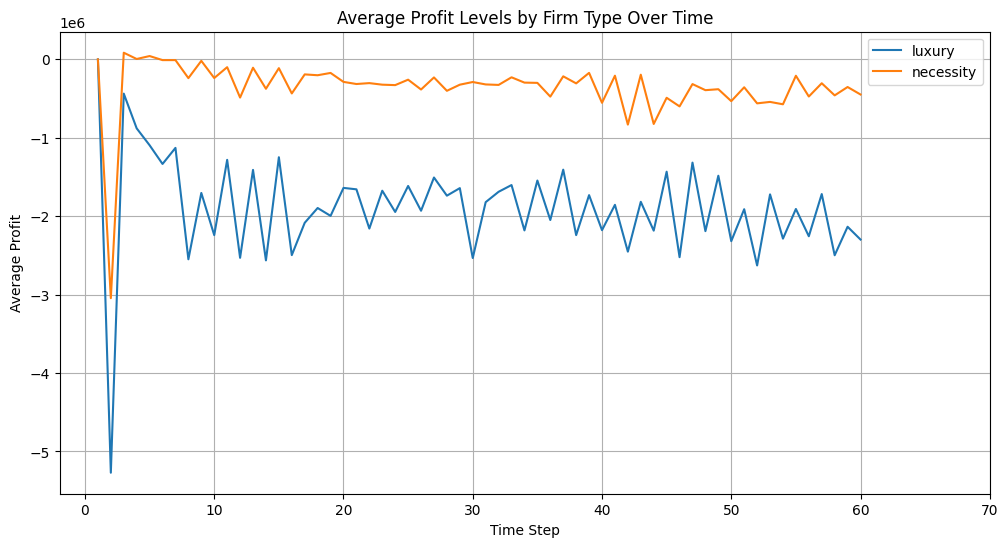 Average Profit Levels by Firm Type Over Time
1e6
luxury
necessity
0
−1
−2
−3
−4
−5
Average Profit
0 10 20 30 40 50 60 70
Time Step